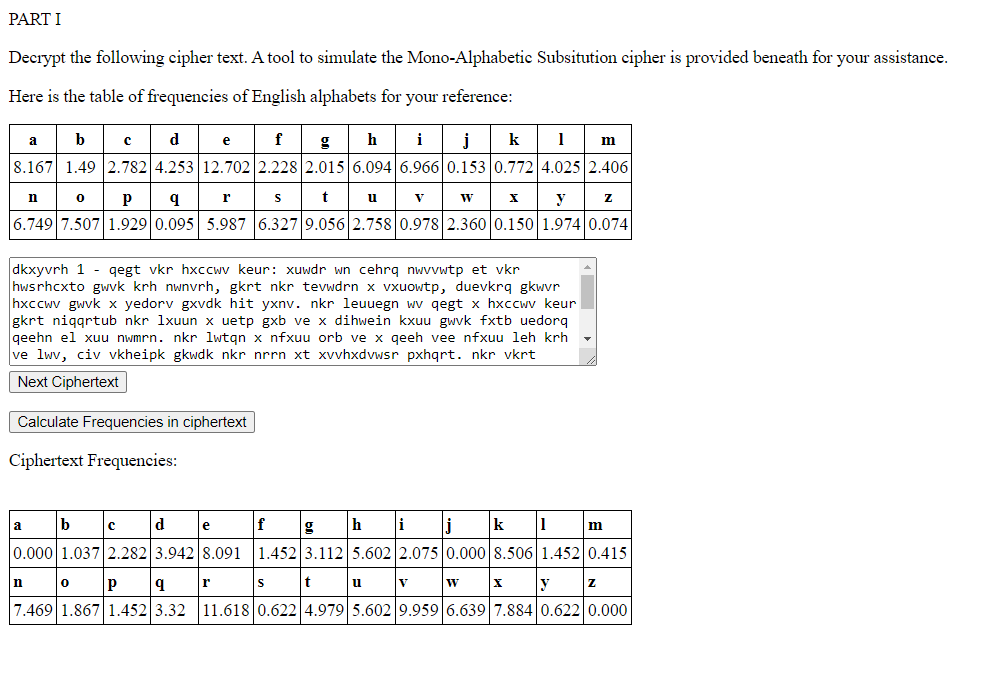 PART I
Decrypt the following cipher text. A tool to simulate the Mono-Alphabetic Subsitution cipher is provided beneath for your assistance.
Here is the table of frequencies of English alphabets for your reference:
a b c d e f g h i j k l m
8.167 1.49 2.782 4.253 12.702 2.228 2.015 6.094 6.966 0.153 0.772 4.025 2.406
n o p q r s t u v w x y z
6.749 7.507 1.929 0.095 5.987 6.327 9.056 2.758 0.978 2.360 0.150 1.974 0.074
dkxyvrh 1 - qegt vkr hxccwv keur: xuwdr wn cehrq nwvvwtp et vkr
hwsrhcxto gwvk krh nwnvrh, gkrt nkr tevwdrn x vxuowtp, duevkrq gkwvr
hxccwv gwvk x yedorv gxvdk hit yxnv. nkr leuuegn wv qegt x hxccwv keur
gkrt niqqrtub nkr lxuun x uetp gxb ve x dihwein kxuu gwvk fxtb uedorq
qeehn el xuu nwmrn. nkr lwtqn x nfxuu orb ve x qeeh vee nfxuu leh krh
ve lwv, civ vkheipk gkwdk nkr nrrn xt xvvhxdvwsr pxhqrt. nkr vkrt
Next Ciphertext
Calculate Frequencies in ciphertext
Ciphertext Frequencies:
a b c d e f g h i j k l m
0.000 1.037 2.282 3.942 8.091 1.452 3.112 5.602 2.075 0.000 8.506 1.452 0.415
n o p q r s t u v w x y z
7.469 1.867 1.452 3.32 11.618 0.622 4.979 5.602 9.959 6.639 7.884 0.622 0.000